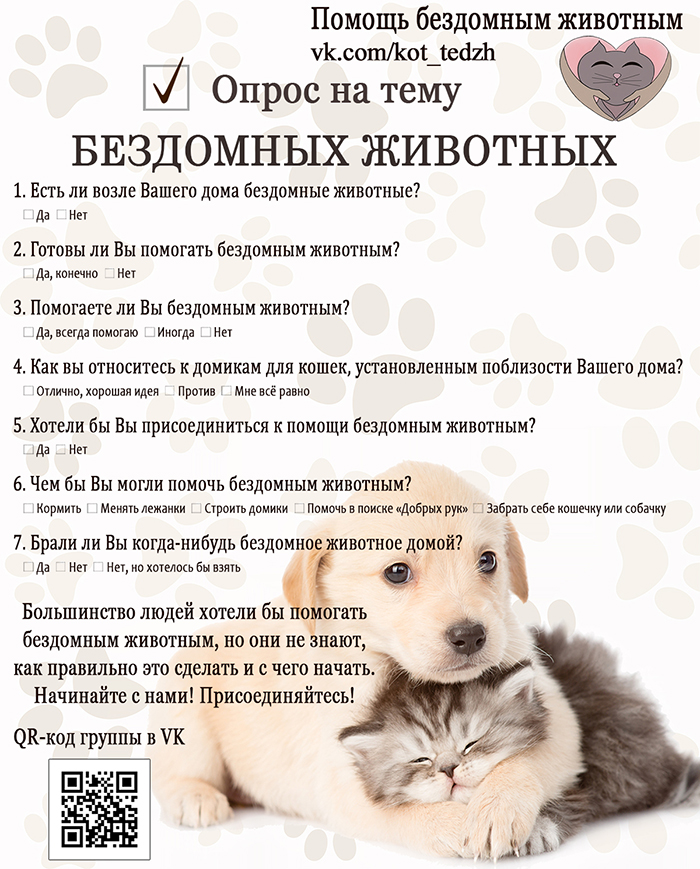 Помощь бездомным животным
vk.com/kot_tedzh
Опрос на тему
БЕЗДОМНЫХ ЖИВОТНЫХ
1. Есть ли возле Вашего дома бездомные животные?
Да Нет
2. Готовы ли Вы помогать бездомным животным?
Да, конечно Нет
3. Помогаете ли Вы бездомным животным?
Да, всегда помогаю Иногда Нет
4. Как вы относитесь к домикам для кошек, установленным поблизости Вашего дома?
Отлично, хорошая идея Против Мне всё равно
5. Хотели бы Вы присоединиться к помощи бездомным животным?
Да Нет
6. Чем бы Вы могли помочь бездомным животным?
Кормить Менять лежанки Строить домики Помочь в поиске «Добрых рук» Забрать себе кошечку или собачку
7. Брали ли Вы когда-нибудь бездомное животное домой?
Да Нет Нет, но хотелось бы взять
Большинство людей хотели бы помогать
бездомным животным, но они не знают,
как правильно это сделать и с чего начать.
Начинайте с нами! Присоединяйтесь!
QR-код группы в VK